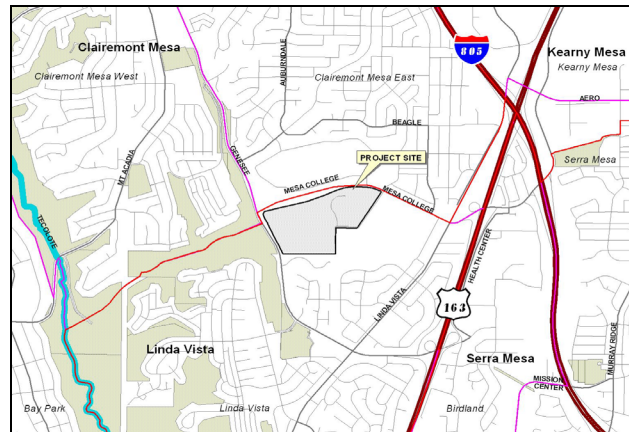 805
Clairemont Mesa
Kearny Mesa
Kearny Mesa
Clairemont Mesa West
AUBURNDALE
Clairemont Mesa East
AERO
BEAGLE
MT ACADIA
GENESEE
PROJECT SITE
Serra Mesa
MESA COLLEGE
MESA COLLEGE
TECOLOTE
HEALTH CENTER
LINDA VISTA
163
Linda Vista
Serra Mesa
MURRAY RIDGE
MISSION
CENTER
Bay Park
Linda Vista
Birdland